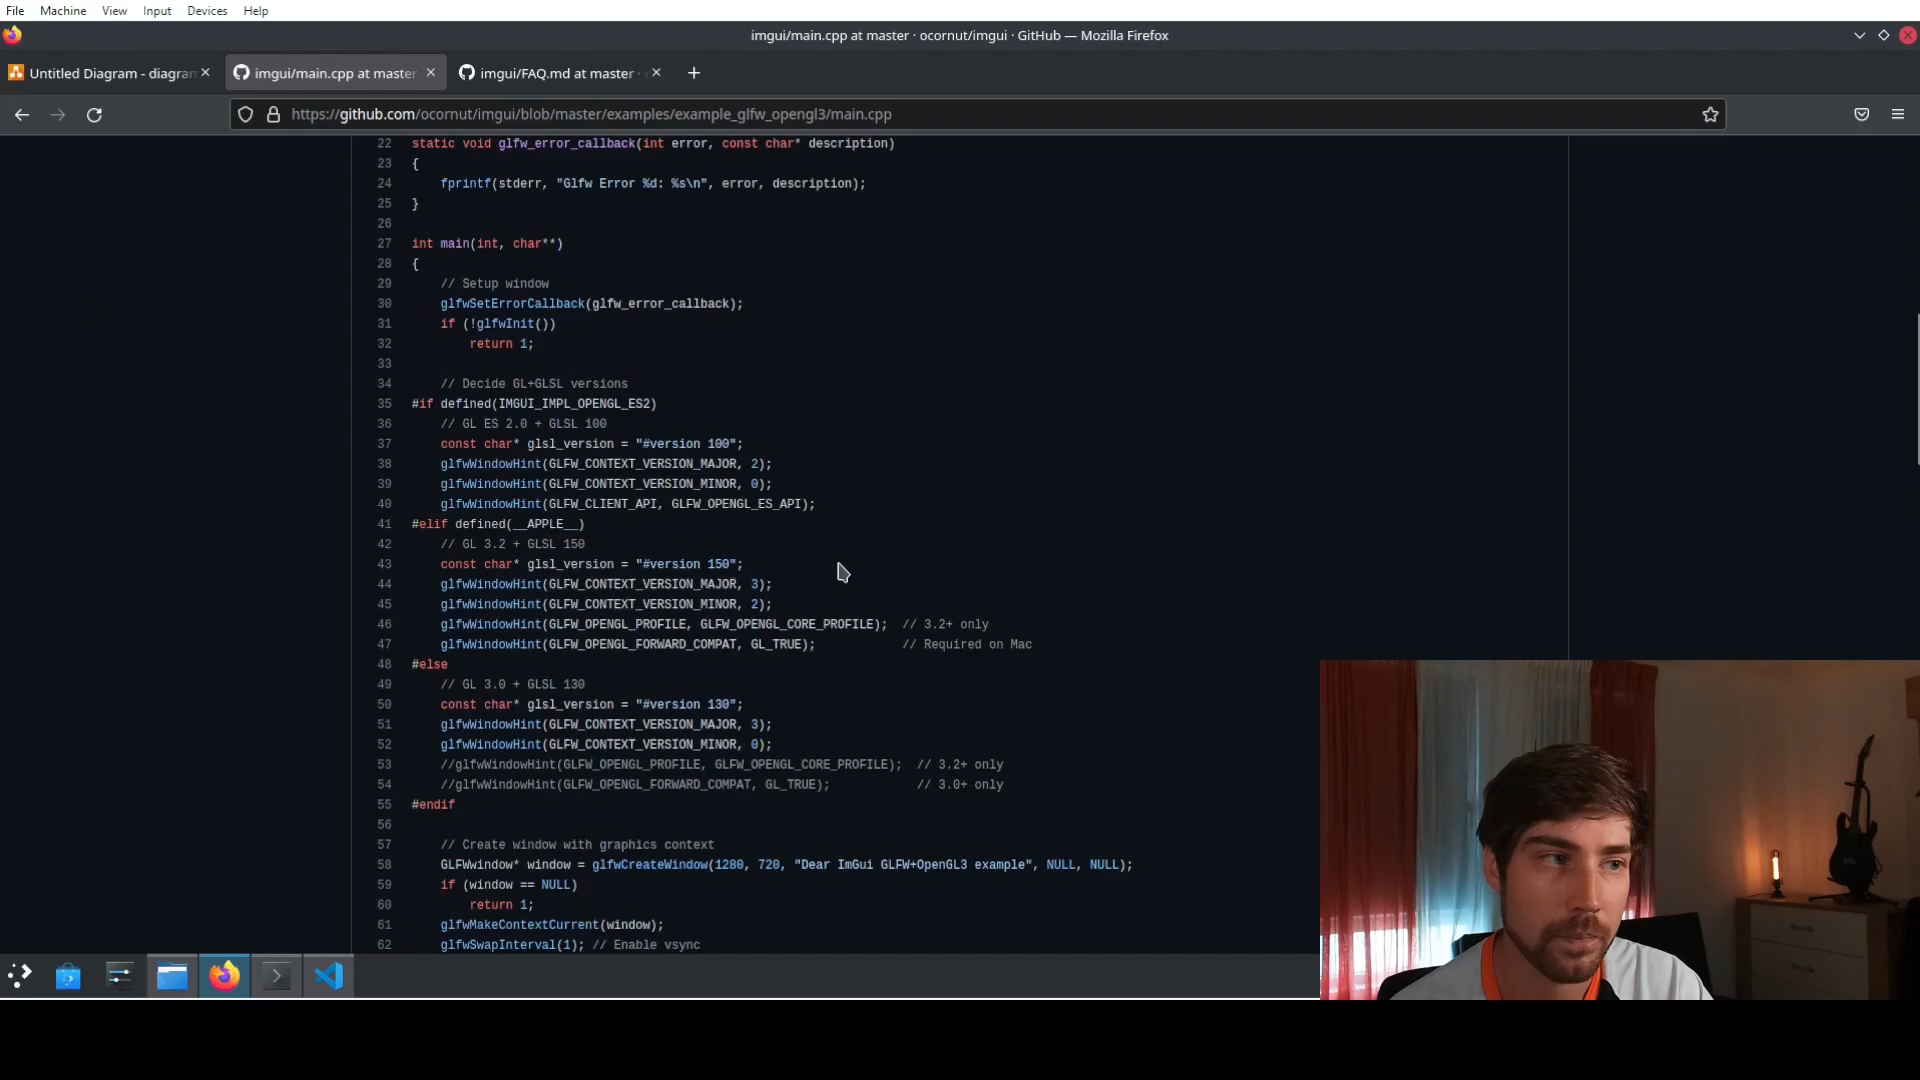 File Machine View Input Devices Help
imgui/main.cpp at master · ocornut/imgui · GitHub — Mozilla Firefox
Untitled Diagram - diagran
imgui/main.cpp at master
imgui/FAQ.md at master ·
https://github.com/ocornut/imgui/blob/master/examples/example_glfw_opengl3/main.cpp
22 static void glfw_error_callback(int error, const char* description)
23 {
24 fprintf(stderr, "Glfw Error %d: %s\n", error, description);
25 }
26
27 int main(int, char**)
28 {
29 // Setup window
30 glfwSetErrorCallback(glfw_error_callback);
31 if (!glfwInit())
32 return 1;
33
34 // Decide GL+GLSL versions
35 #if defined(IMGUI_IMPL_OPENGL_ES2)
36 // GL ES 2.0 + GLSL 100
37 const char* glsl_version = "#version 100";
38 glfwWindowHint(GLFW_CONTEXT_VERSION_MAJOR, 2);
39 glfwWindowHint(GLFW_CONTEXT_VERSION_MINOR, 0);
40 glfwWindowHint(GLFW_CLIENT_API, GLFW_OPENGL_ES_API);
41 #elif defined(__APPLE__)
42 // GL 3.2 + GLSL 150
43 const char* glsl_version = "#version 150";
44 glfwWindowHint(GLFW_CONTEXT_VERSION_MAJOR, 3);
45 glfwWindowHint(GLFW_CONTEXT_VERSION_MINOR, 2);
46 glfwWindowHint(GLFW_OPENGL_PROFILE, GLFW_OPENGL_CORE_PROFILE); // 3.2+ only
47 glfwWindowHint(GLFW_OPENGL_FORWARD_COMPAT, GL_TRUE); // Required on Mac
48 #else
49 // GL 3.0 + GLSL 130
50 const char* glsl_version = "#version 130";
51 glfwWindowHint(GLFW_CONTEXT_VERSION_MAJOR, 3);
52 glfwWindowHint(GLFW_CONTEXT_VERSION_MINOR, 0);
53 //glfwWindowHint(GLFW_OPENGL_PROFILE, GLFW_OPENGL_CORE_PROFILE); // 3.2+ only
54 //glfwWindowHint(GLFW_OPENGL_FORWARD_COMPAT, GL_TRUE); // 3.0+ only
55 #endif
56
57 // Create window with graphics context
58 GLFWwindow* window = glfwCreateWindow(1280, 720, "Dear ImGui GLFW+OpenGL3 example", NULL, NULL);
59 if (window == NULL)
60 return 1;
61 glfwMakeContextCurrent(window);
62 glfwSwapInterval(1); // Enable vsync